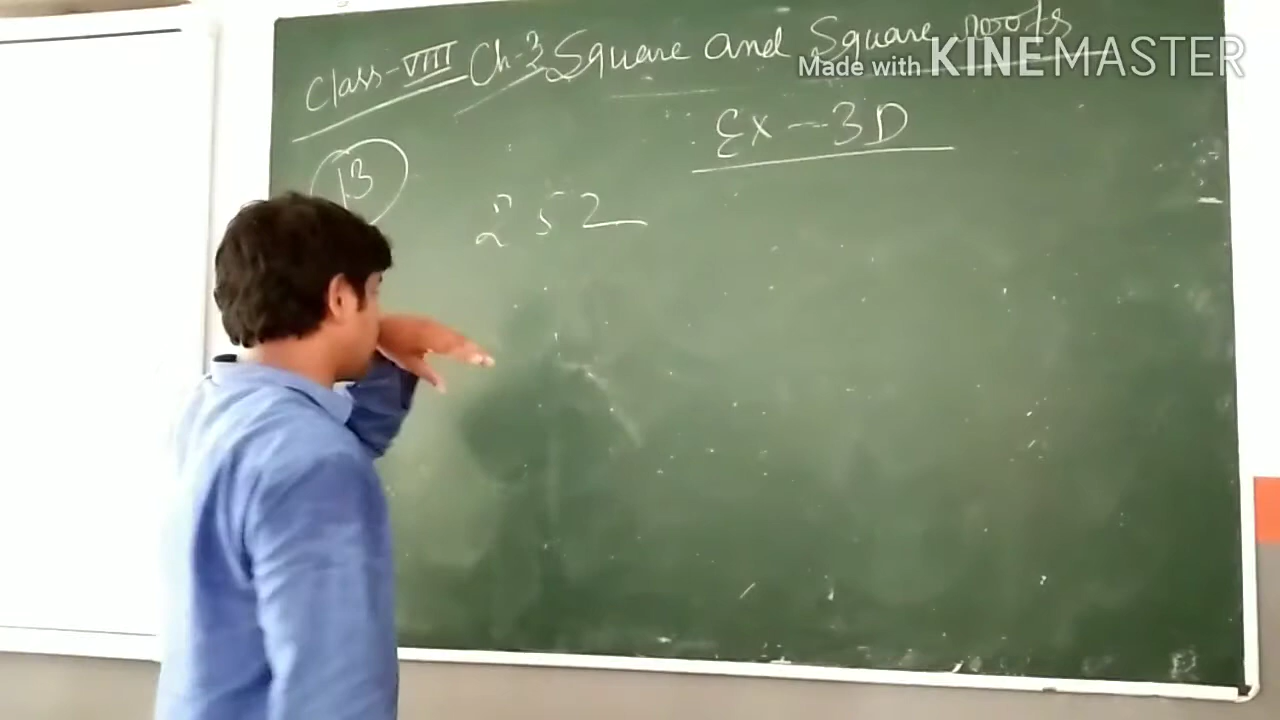 Class-VIII Ch-3 Square and Square roots
Made with KINEMASTER
Ex-3D
13
252